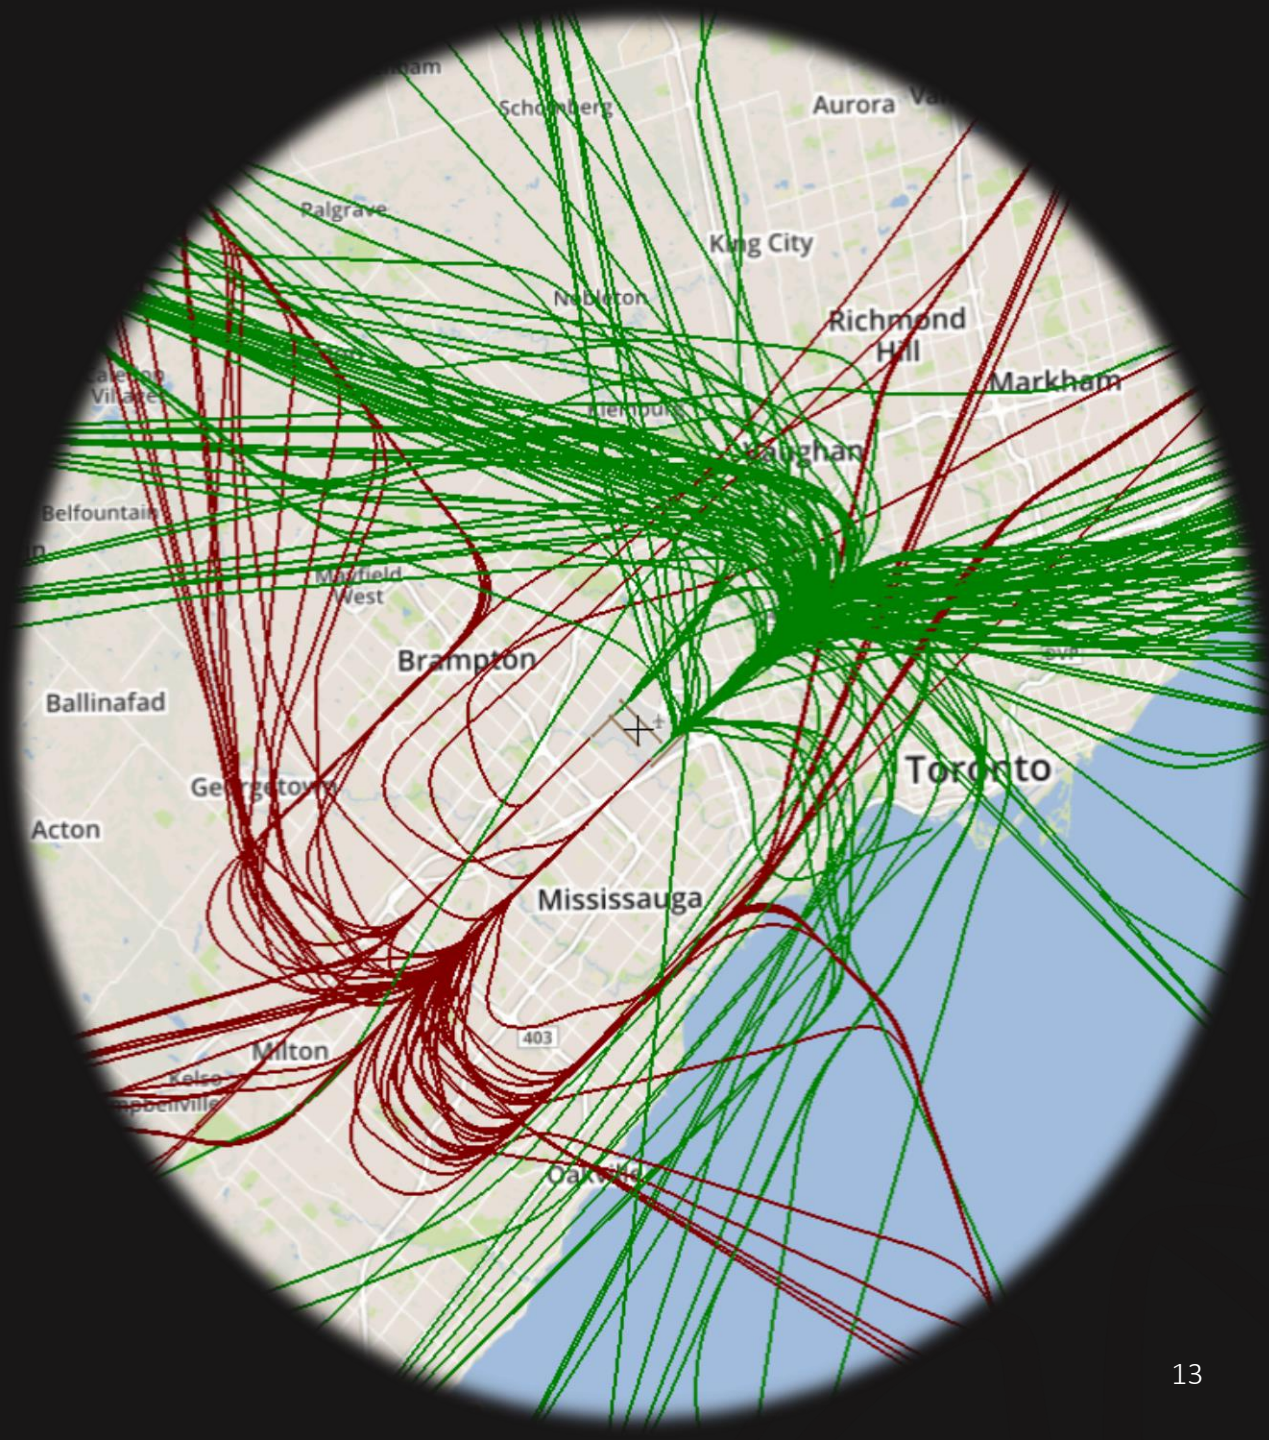 Schomberg
Aurora
Palgrave
King City
Nobleton
Richmond
Hill
Markham
Kleinburg
Vaughan
Belfountain
Mayfield
West
Brampton
Ballinafad
Toronto
Georgetown
Acton
Mississauga
403
Milton
Kelso
Oakville
13